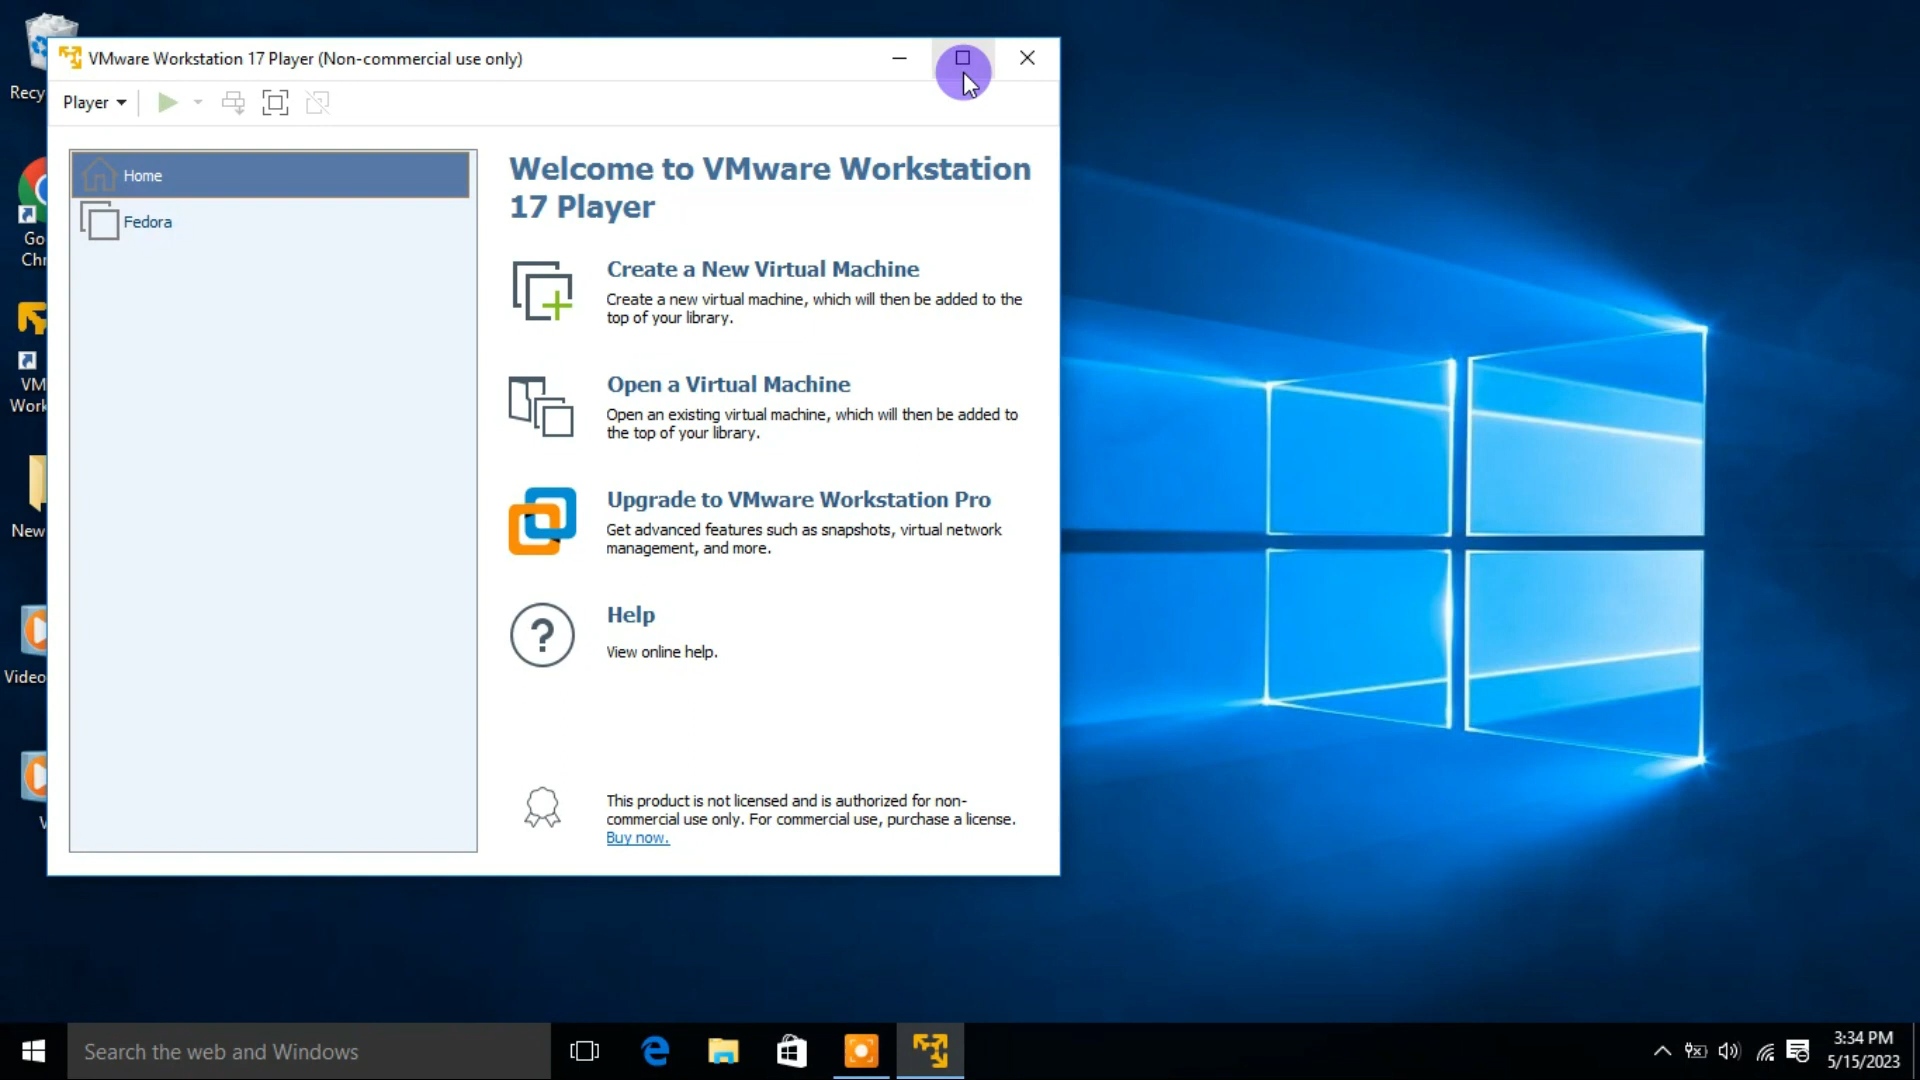 VMware Workstation 17 Player (Non-commercial use only)
Player
Home
Fedora
Welcome to VMware Workstation
17 Player
Create a New Virtual Machine
Create a new virtual machine, which will then be added to the
top of your library.
Open a Virtual Machine
Open an existing virtual machine, which will then be added to
the top of your library.
Upgrade to VMware Workstation Pro
Get advanced features such as snapshots, virtual network
management, and more.
?
Help
View online help.
This product is not licensed and is authorized for non-
commercial use only. For commercial use, purchase a license.
Buy now.
Recy
Go
Chr
VM
Work
New
Video
V
Search the web and Windows
3:34 PM
5/15/2023